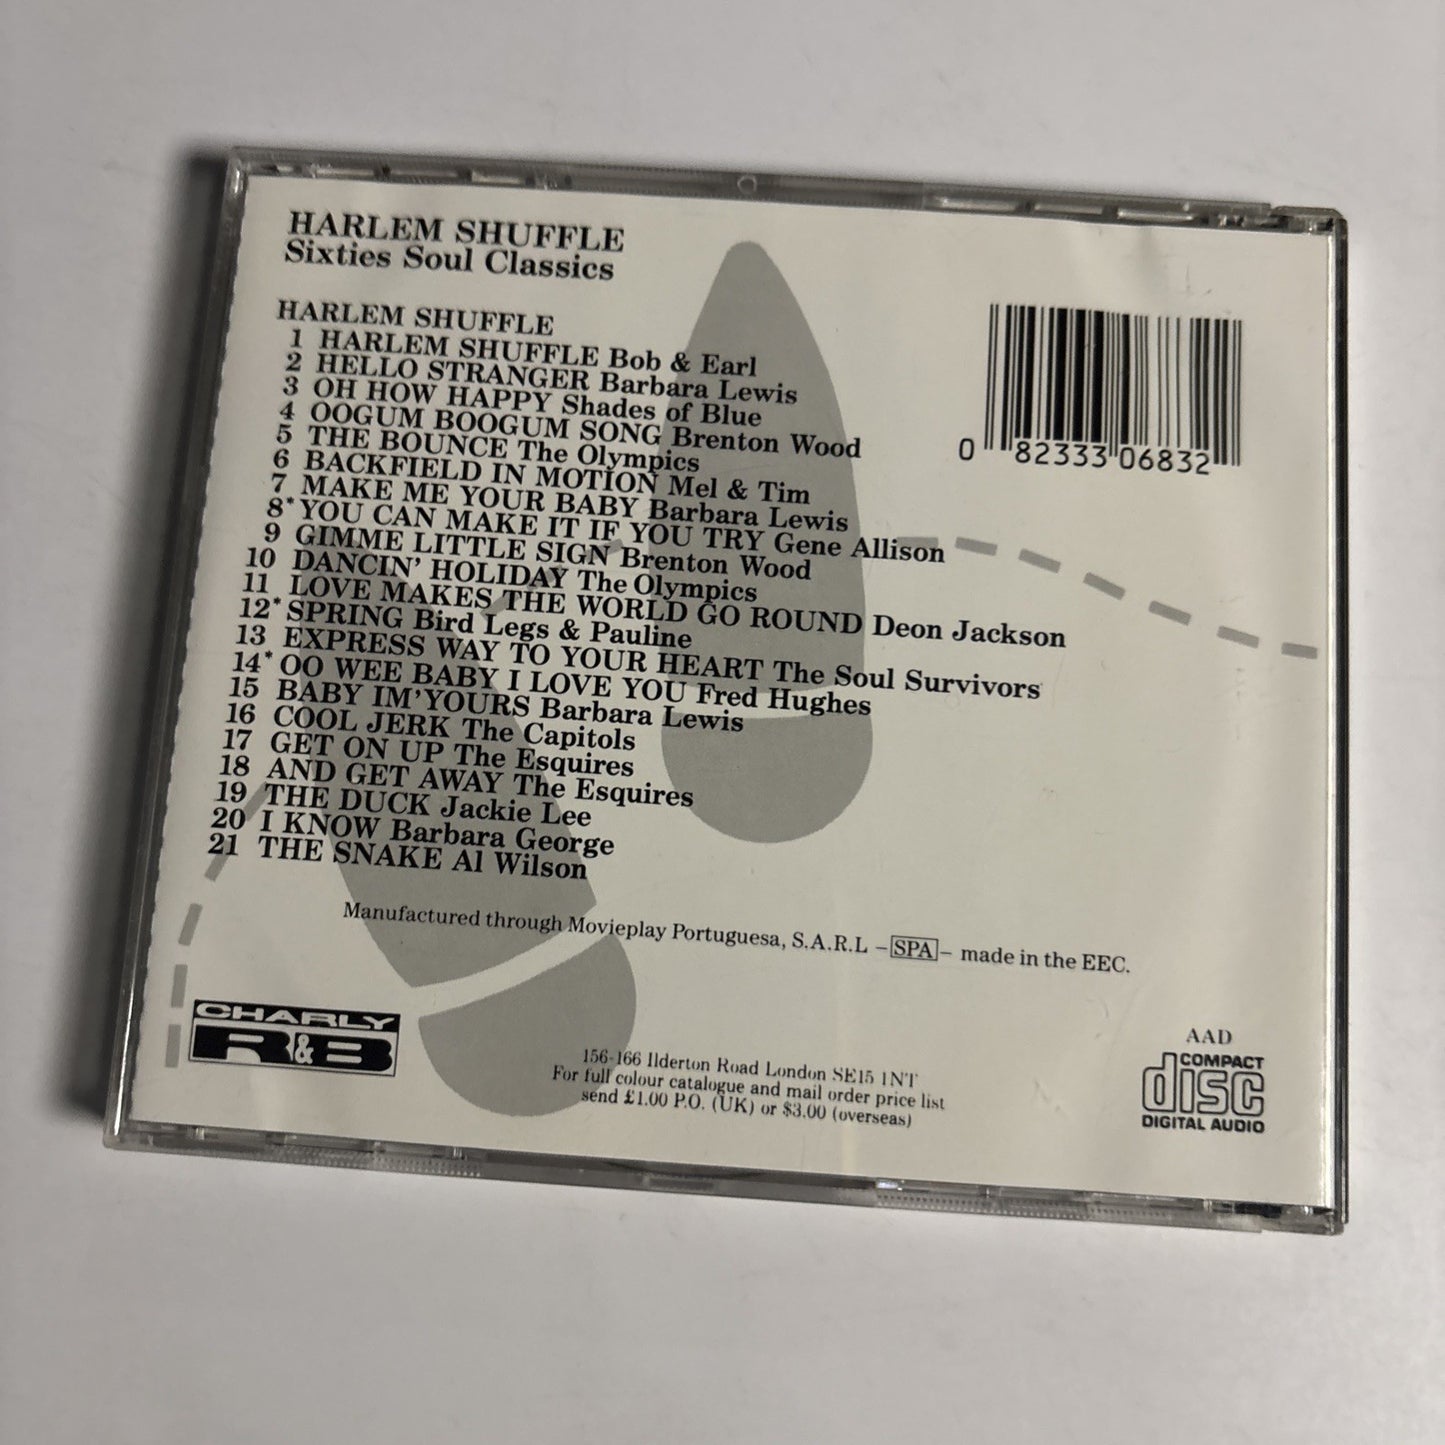 HARLEM SHUFFLE
Sixties Soul Classics
HARLEM SHUFFLE
1 HARLEM SHUFFLE Bob & Earl
2 HELLO STRANGER Barbara Lewis
3 OH HOW HAPPY Shades of Blue
4 OOGUM BOOGUM SONG Brenton Wood
5 THE BOUNCE The Olympics
6 BACKFIELD IN MOTION Mel & Tim
7 MAKE ME YOUR BABY Barbara Lewis
8* YOU CAN MAKE IT IF YOU TRY Gene Allison
9 GIMME LITTLE SIGN Brenton Wood
10 DANCIN' HOLIDAY The Olympics
11 LOVE MAKES THE WORLD GO ROUND Deon Jackson
12* SPRING Bird Legs & Pauline
13 EXPRESS WAY TO YOUR HEART The Soul Survivors
14* OO WEE BABY I LOVE YOU Fred Hughes
15 BABY IM'YOURS Barbara Lewis
16 COOL JERK The Capitols
17 GET ON UP The Esquires
18 AND GET AWAY The Esquires
19 THE DUCK Jackie Lee
20 I KNOW Barbara George
21 THE SNAKE Al Wilson
0 82333 06832
Manufactured through Movieplay Portuguesa, S.A.R.L –SPA– made in the EEC.
CHARLY
R&B
156-166 Ilderton Road London SE15 1NT
For full colour catalogue and mail order price list
send £1.00 P.O. (UK) or $3.00 (overseas)
AAD
COMPACT
disc
DIGITAL AUDIO